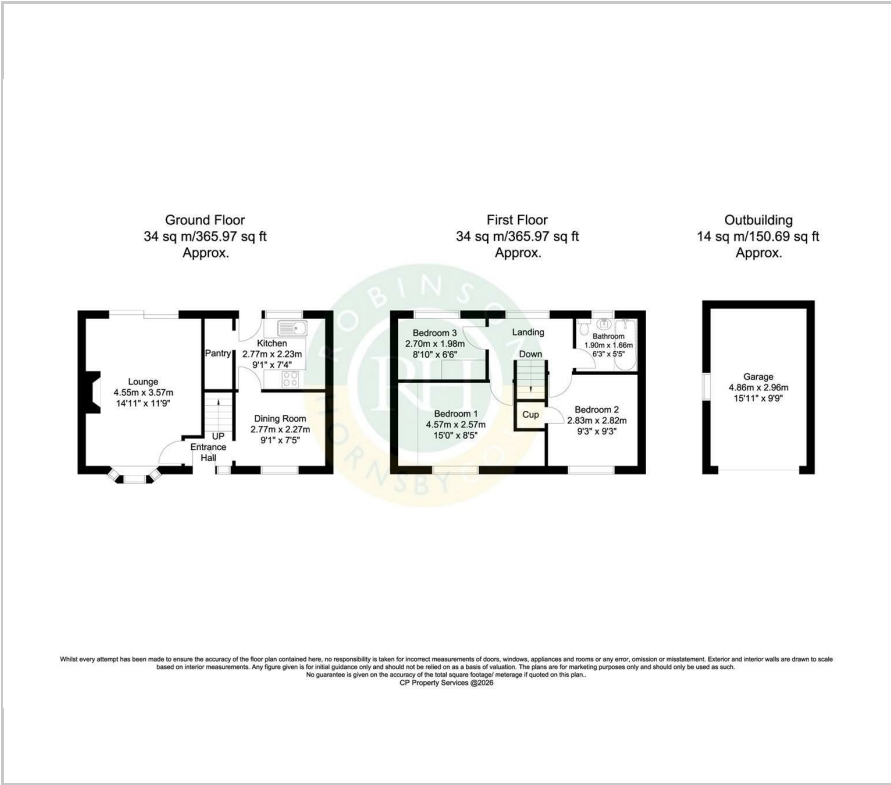 Ground Floor
34 sq m/365.97 sq ft
Approx.
First Floor
34 sq m/365.97 sq ft
Approx.
Outbuilding
14 sq m/150.69 sq ft
Approx.
ROBINSON
HORNSBY
RH
Lounge
4.55m x 3.57m
14'11" x 11'9"
Pantry
Kitchen
2.77m x 2.23m
9'1" x 7'4"
UP
Entrance
Hall
Dining Room
2.77m x 2.27m
9'1" x 7'5"
Bedroom 3
2.70m x 1.98m
8'10" x 6'6"
Landing
Down
Bathroom
1.90m x 1.66m
6'3" x 5'5"
Bedroom 1
4.57m x 2.57m
15'0" x 8'5"
Cup
Bedroom 2
2.83m x 2.82m
9'3" x 9'3"
Garage
4.86m x 2.96m
15'11" x 9'9"
Whilst every attempt has been made to ensure the accuracy of the floor plan contained here, no responsibility is taken for incorrect measurements of doors, windows, appliances and rooms or any error, omission or misstatement. Exterior and interior walls are drawn to scale
based on interior measurements. Any figure given is for initial guidance only and should not be relied on as a basis of valuation. The plans are for marketing purposes only and should only be used as such.
No guarantee is given on the accuracy of the total square footage/ meterage if quoted on this plan..
CP Property Services @2026